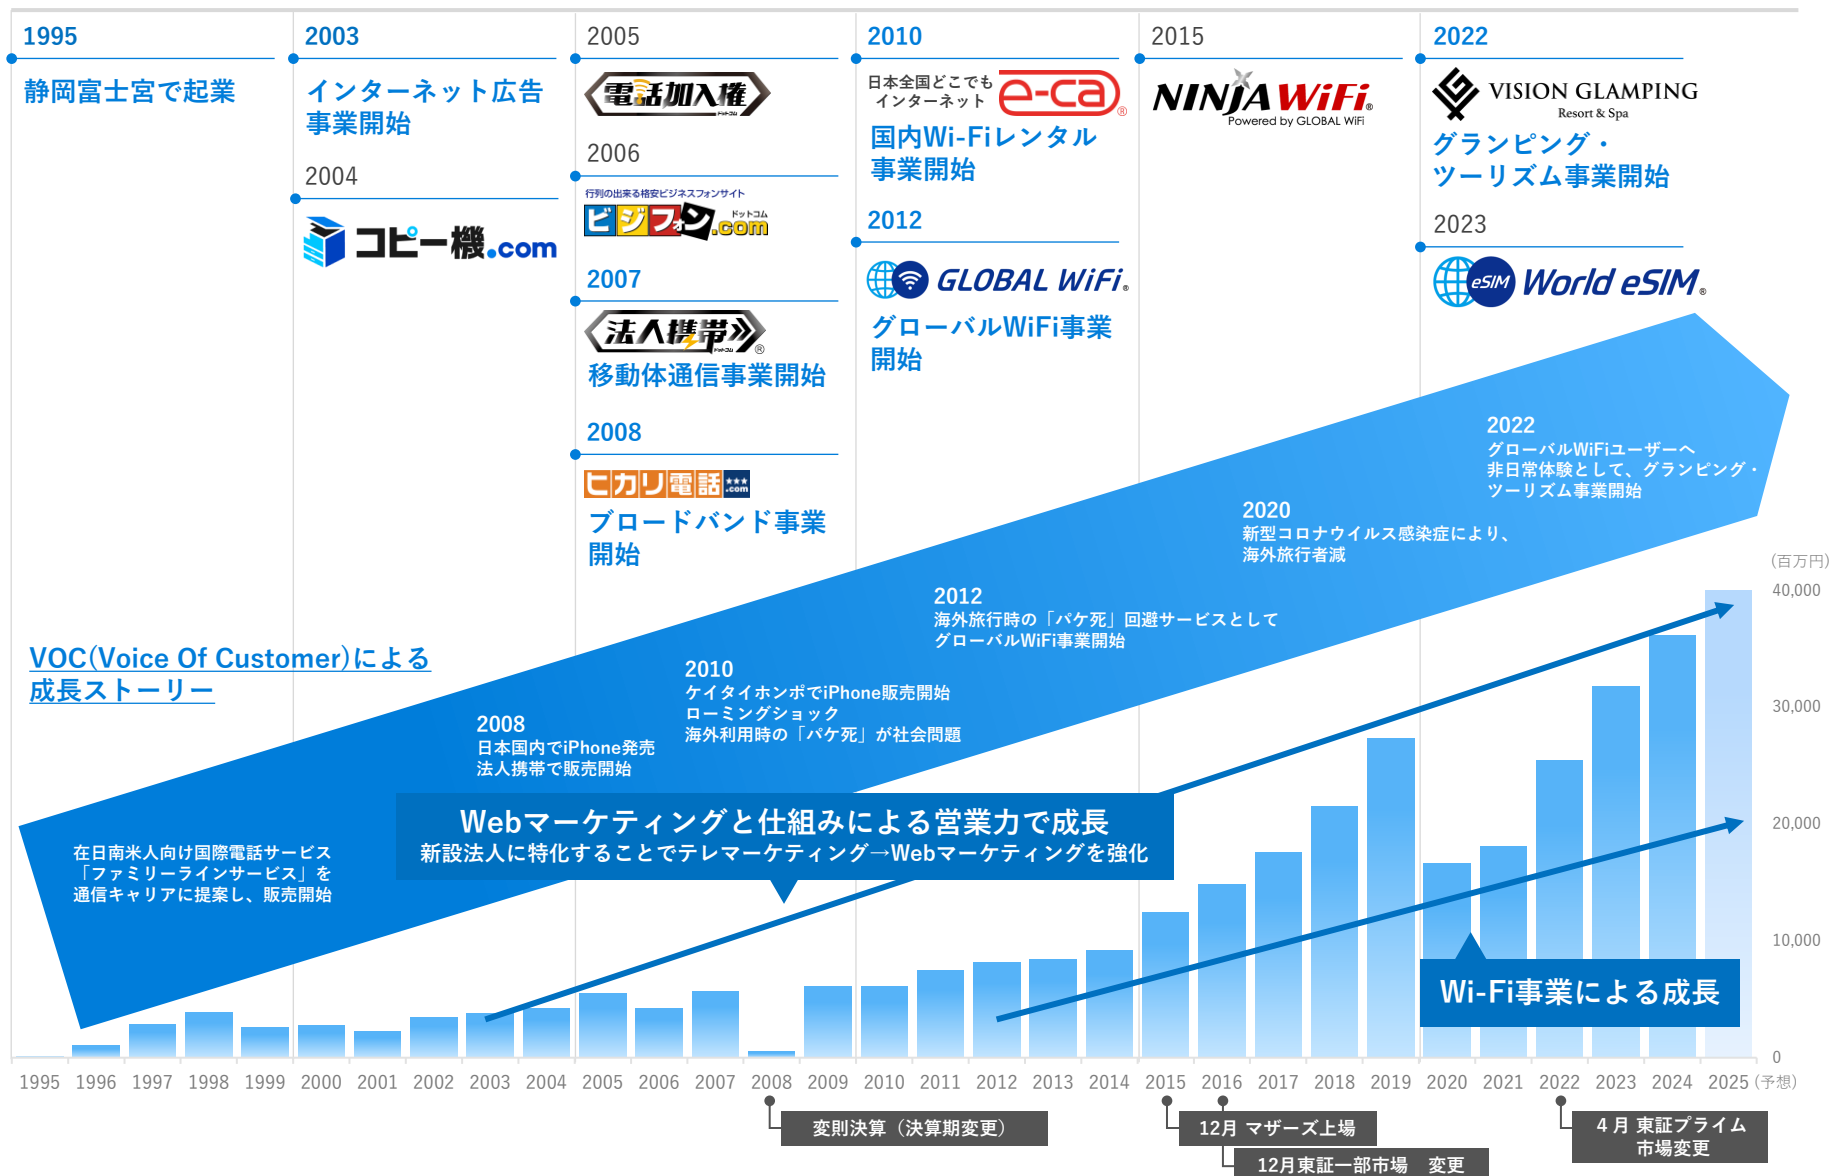 1995
静岡富士宮で起業
2003
インターネット広告
事業開始
2004
コピー機.com
2005
電話加入権
ドットコム
2006
行列の出来る格安ビジネスフォンサイト
ビジフォン.com
ドットコム
2007
法人携帯
ドットコム
®
移動体通信事業開始
2008
ヒカリ電話.com
ブロードバンド事業
開始
2010
日本全国どこでも
インターネット
e-ca®
国内Wi-Fiレンタル
事業開始
2012
GLOBAL WiFi®
グローバルWiFi事業
開始
2015
NINJA WiFi®
Powered by GLOBAL WiFi
2022
VISION GLAMPING
Resort & Spa
グランピング・
ツーリズム事業開始
2023
eSIM World eSIM®
VOC(Voice Of Customer)による
成長ストーリー
在日南米人向け国際電話サービス
「ファミリーラインサービス」を
通信キャリアに提案し、販売開始
2008
日本国内でiPhone発売
法人携帯で販売開始
2010
ケイタイホンポでiPhone販売開始
ローミングショック
海外利用時の「パケ死」が社会問題
2012
海外旅行時の「パケ死」回避サービスとして
グローバルWiFi事業開始
2020
新型コロナウイルス感染症により、
海外旅行者減
2022
グローバルWiFiユーザーへ
非日常体験として、グランピング・
ツーリズム事業開始
Webマーケティングと仕組みによる営業力で成長
新設法人に特化することでテレマーケティング→Webマーケティングを強化
Wi-Fi事業による成長
(百万円)
40,000
30,000
20,000
10,000
0
1995 1996 1997 1998 1999 2000 2001 2002 2003 2004 2005 2006 2007 2008 2009 2010 2011 2012 2013 2014 2015 2016 2017 2018 2019 2020 2021 2022 2023 2024 2025 (予想)
変則決算（決算期変更）
12月 マザーズ上場
12月東証一部市場　変更
4 月 東証プライム
市場変更